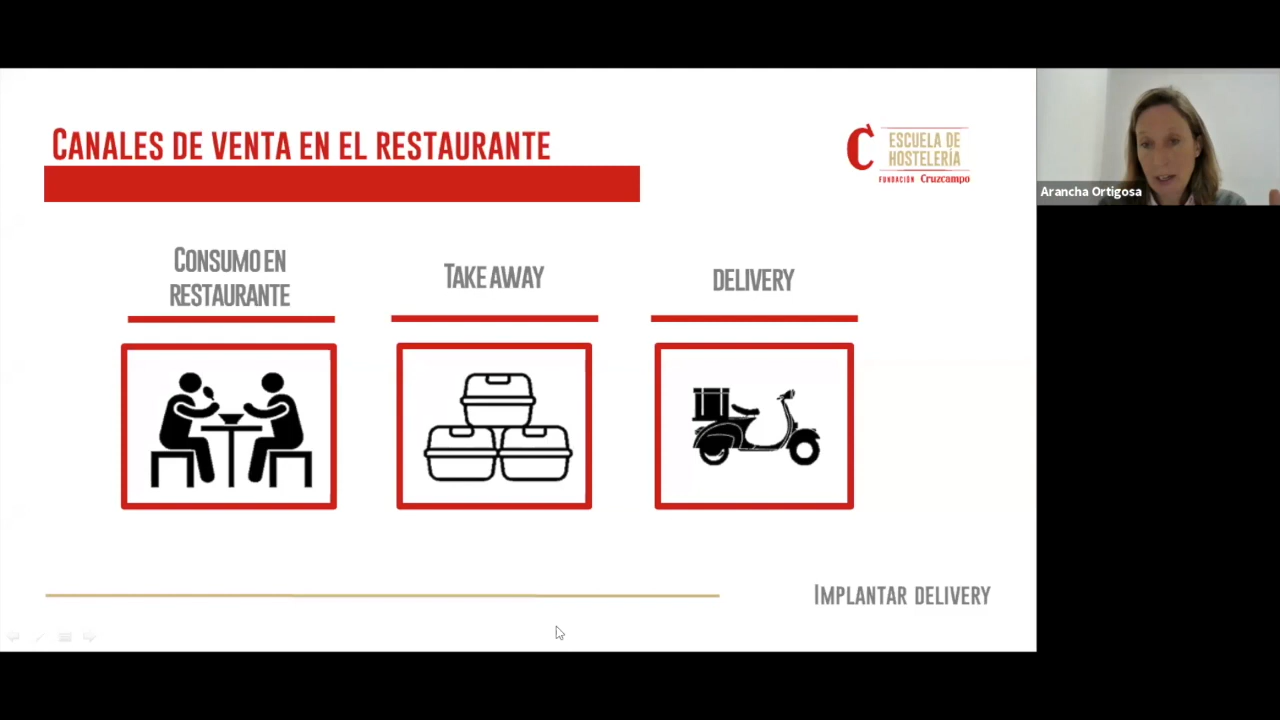 CANALES DE VENTA EN EL RESTAURANTE
C
ESCUELA DE
HOSTELERÍA
FUNDACIÓN Cruzcampo
Arancha Ortigosa
CONSUMO EN
RESTAURANTE
TAKE AWAY
DELIVERY
IMPLANTAR DELIVERY